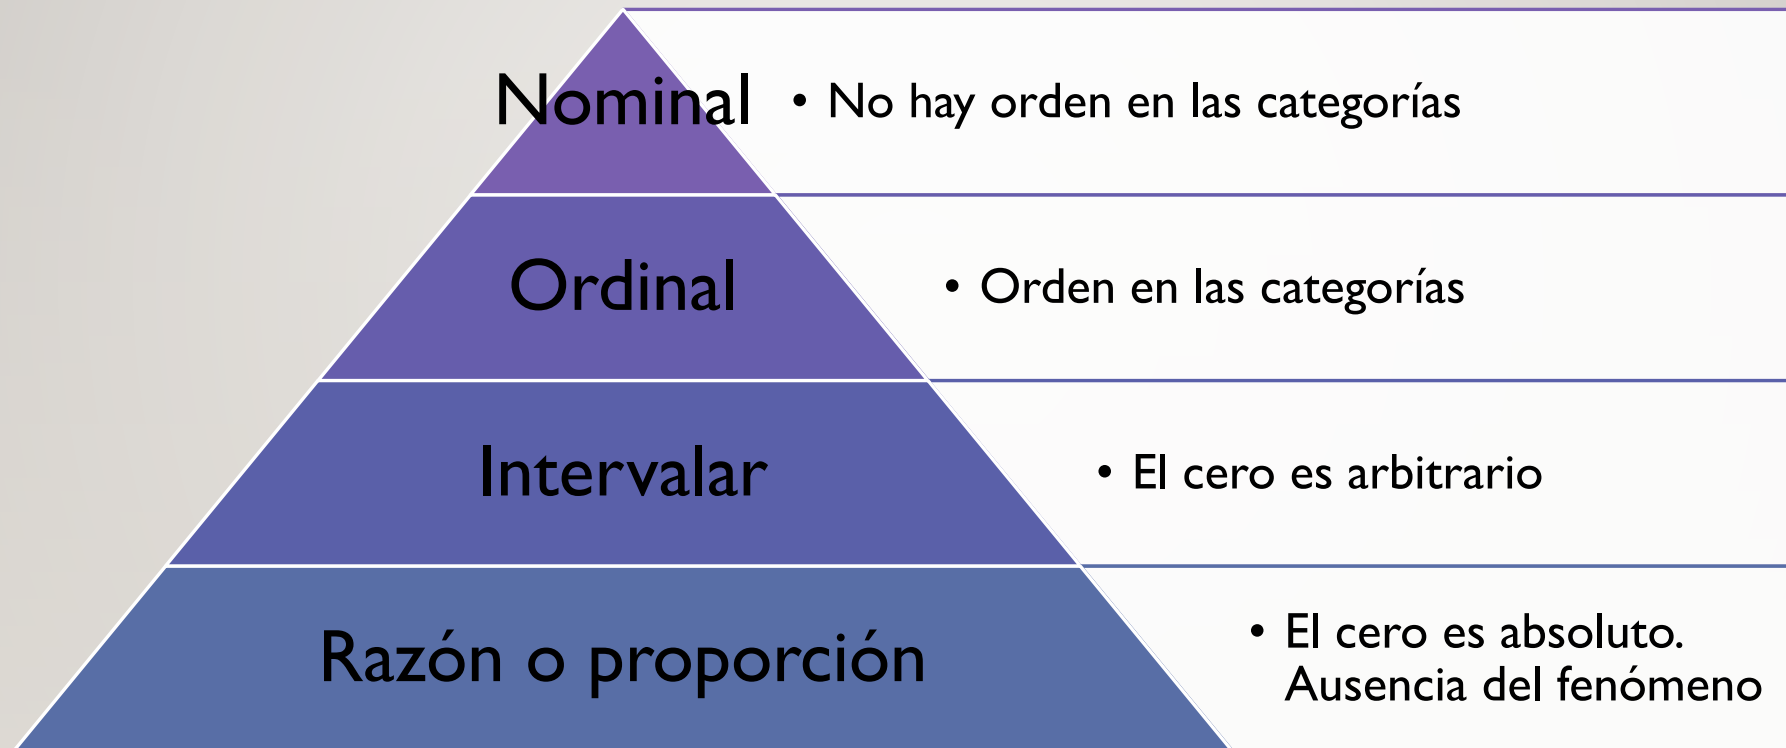 Nominal
• No hay orden en las categorías
Ordinal
• Orden en las categorías
Intervalar
• El cero es arbitrario
Razón o proporción
• El cero es absoluto.
Ausencia del fenómeno